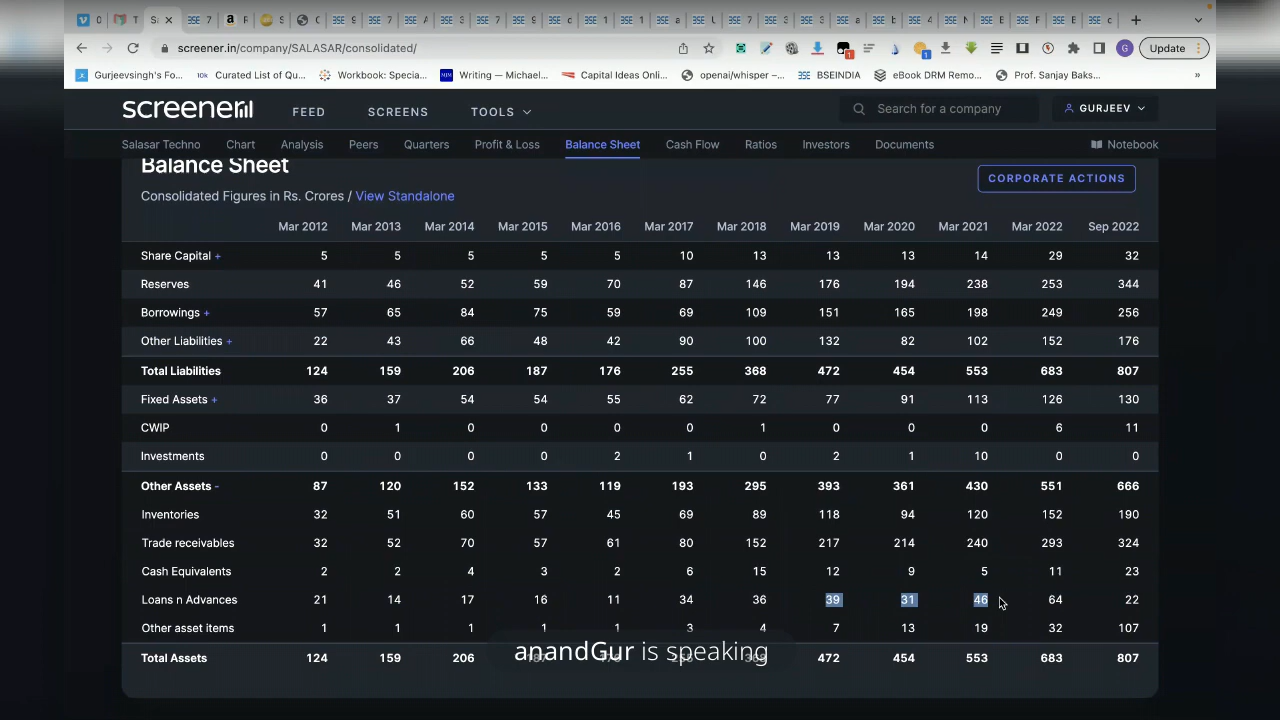 screener.in/company/SALASAR/consolidated/
Update
Gurjeevsingh's Fo...
Curated List of Qu...
Workbook: Specia...
Writing — Michael...
Capital Ideas Onli...
openai/whisper –...
BSEINDIA
eBook DRM Remo...
Prof. Sanjay Baks...
»
screener
FEED
SCREENS
TOOLS
Search for a company
GURJEEV
Salasar Techno Chart Analysis Peers Quarters Profit & Loss Balance Sheet Cash Flow Ratios Investors Documents Notebook
Balance Sheet
CORPORATE ACTIONS
Consolidated Figures in Rs. Crores / View Standalone
Mar 2012 Mar 2013 Mar 2014 Mar 2015 Mar 2016 Mar 2017 Mar 2018 Mar 2019 Mar 2020 Mar 2021 Mar 2022 Sep 2022
Share Capital + 5 5 5 5 5 10 13 13 13 14 29 32
Reserves 41 46 52 59 70 87 146 176 194 238 253 344
Borrowings + 57 65 84 75 59 69 109 151 165 198 249 256
Other Liabilities + 22 43 66 48 42 90 100 132 82 102 152 176
Total Liabilities 124 159 206 187 176 255 368 472 454 553 683 807
Fixed Assets + 36 37 54 54 55 62 72 77 91 113 126 130
CWIP 0 1 0 0 0 0 1 0 0 0 6 11
Investments 0 0 0 0 2 1 0 2 1 10 0 0
Other Assets - 87 120 152 133 119 193 295 393 361 430 551 666
Inventories 32 51 60 57 45 69 89 118 94 120 152 190
Trade receivables 32 52 70 57 61 80 152 217 214 240 293 324
Cash Equivalents 2 2 4 3 2 6 15 12 9 5 11 23
Loans n Advances 21 14 17 16 11 34 36 39 31 46 64 22
Other asset items 1 1 1 1 1 3 4 7 13 19 32 107
Total Assets 124 159 206 472 454 553 683 807
anandGur is speaking